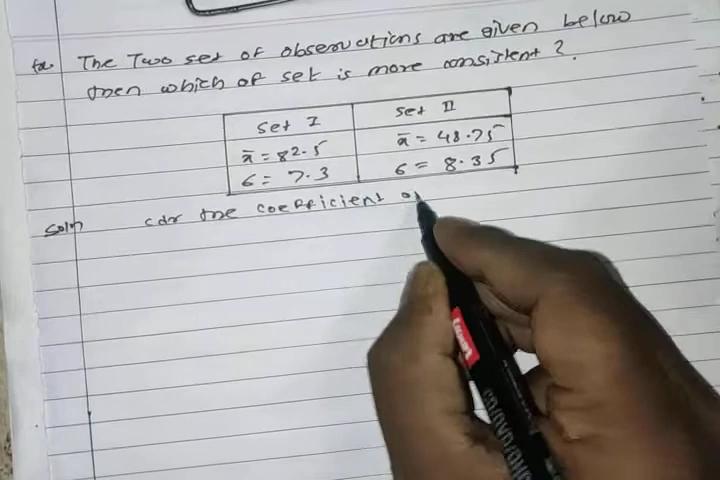 Ex. The Two set of observations are given below
then which of set is more consistent ?
Set I Set II
x̄ = 82.5 x̄ = 48.75
σ = 7.3 σ = 8.35
Soln the coefficient o